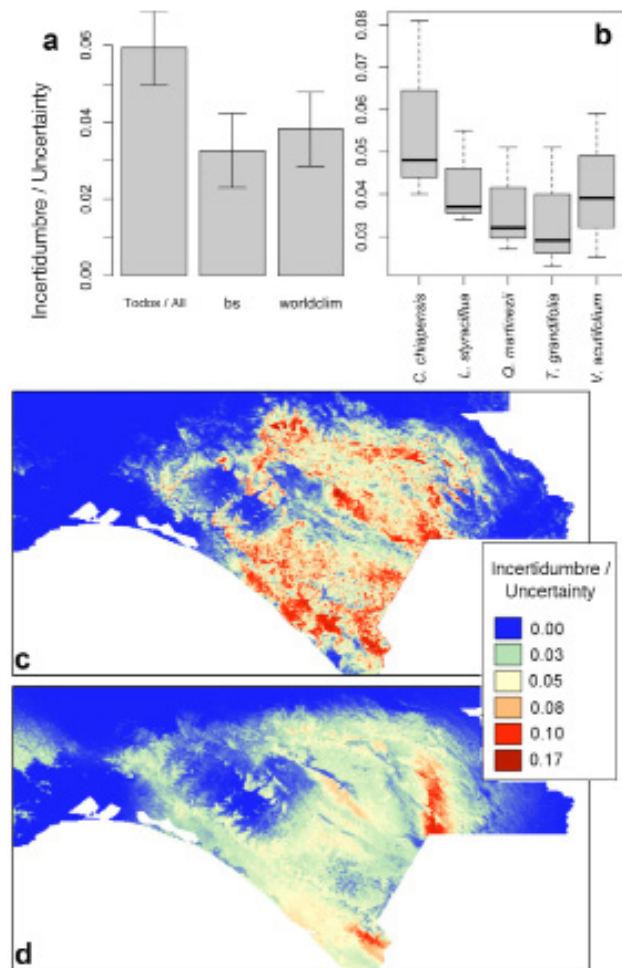 a
b
Incertidumbre / Uncertainty
0.06
0.04
0.02
0.00
Todos / All
bs
worldclim
0.08
0.07
0.06
0.05
0.04
0.03
C. chiapensis
L. styraciflua
Q. martinezii
T. grandifolia
V. acutifolium
c
Incertidumbre /
Uncertainty
0.00
0.03
0.05
0.08
0.10
0.17
d